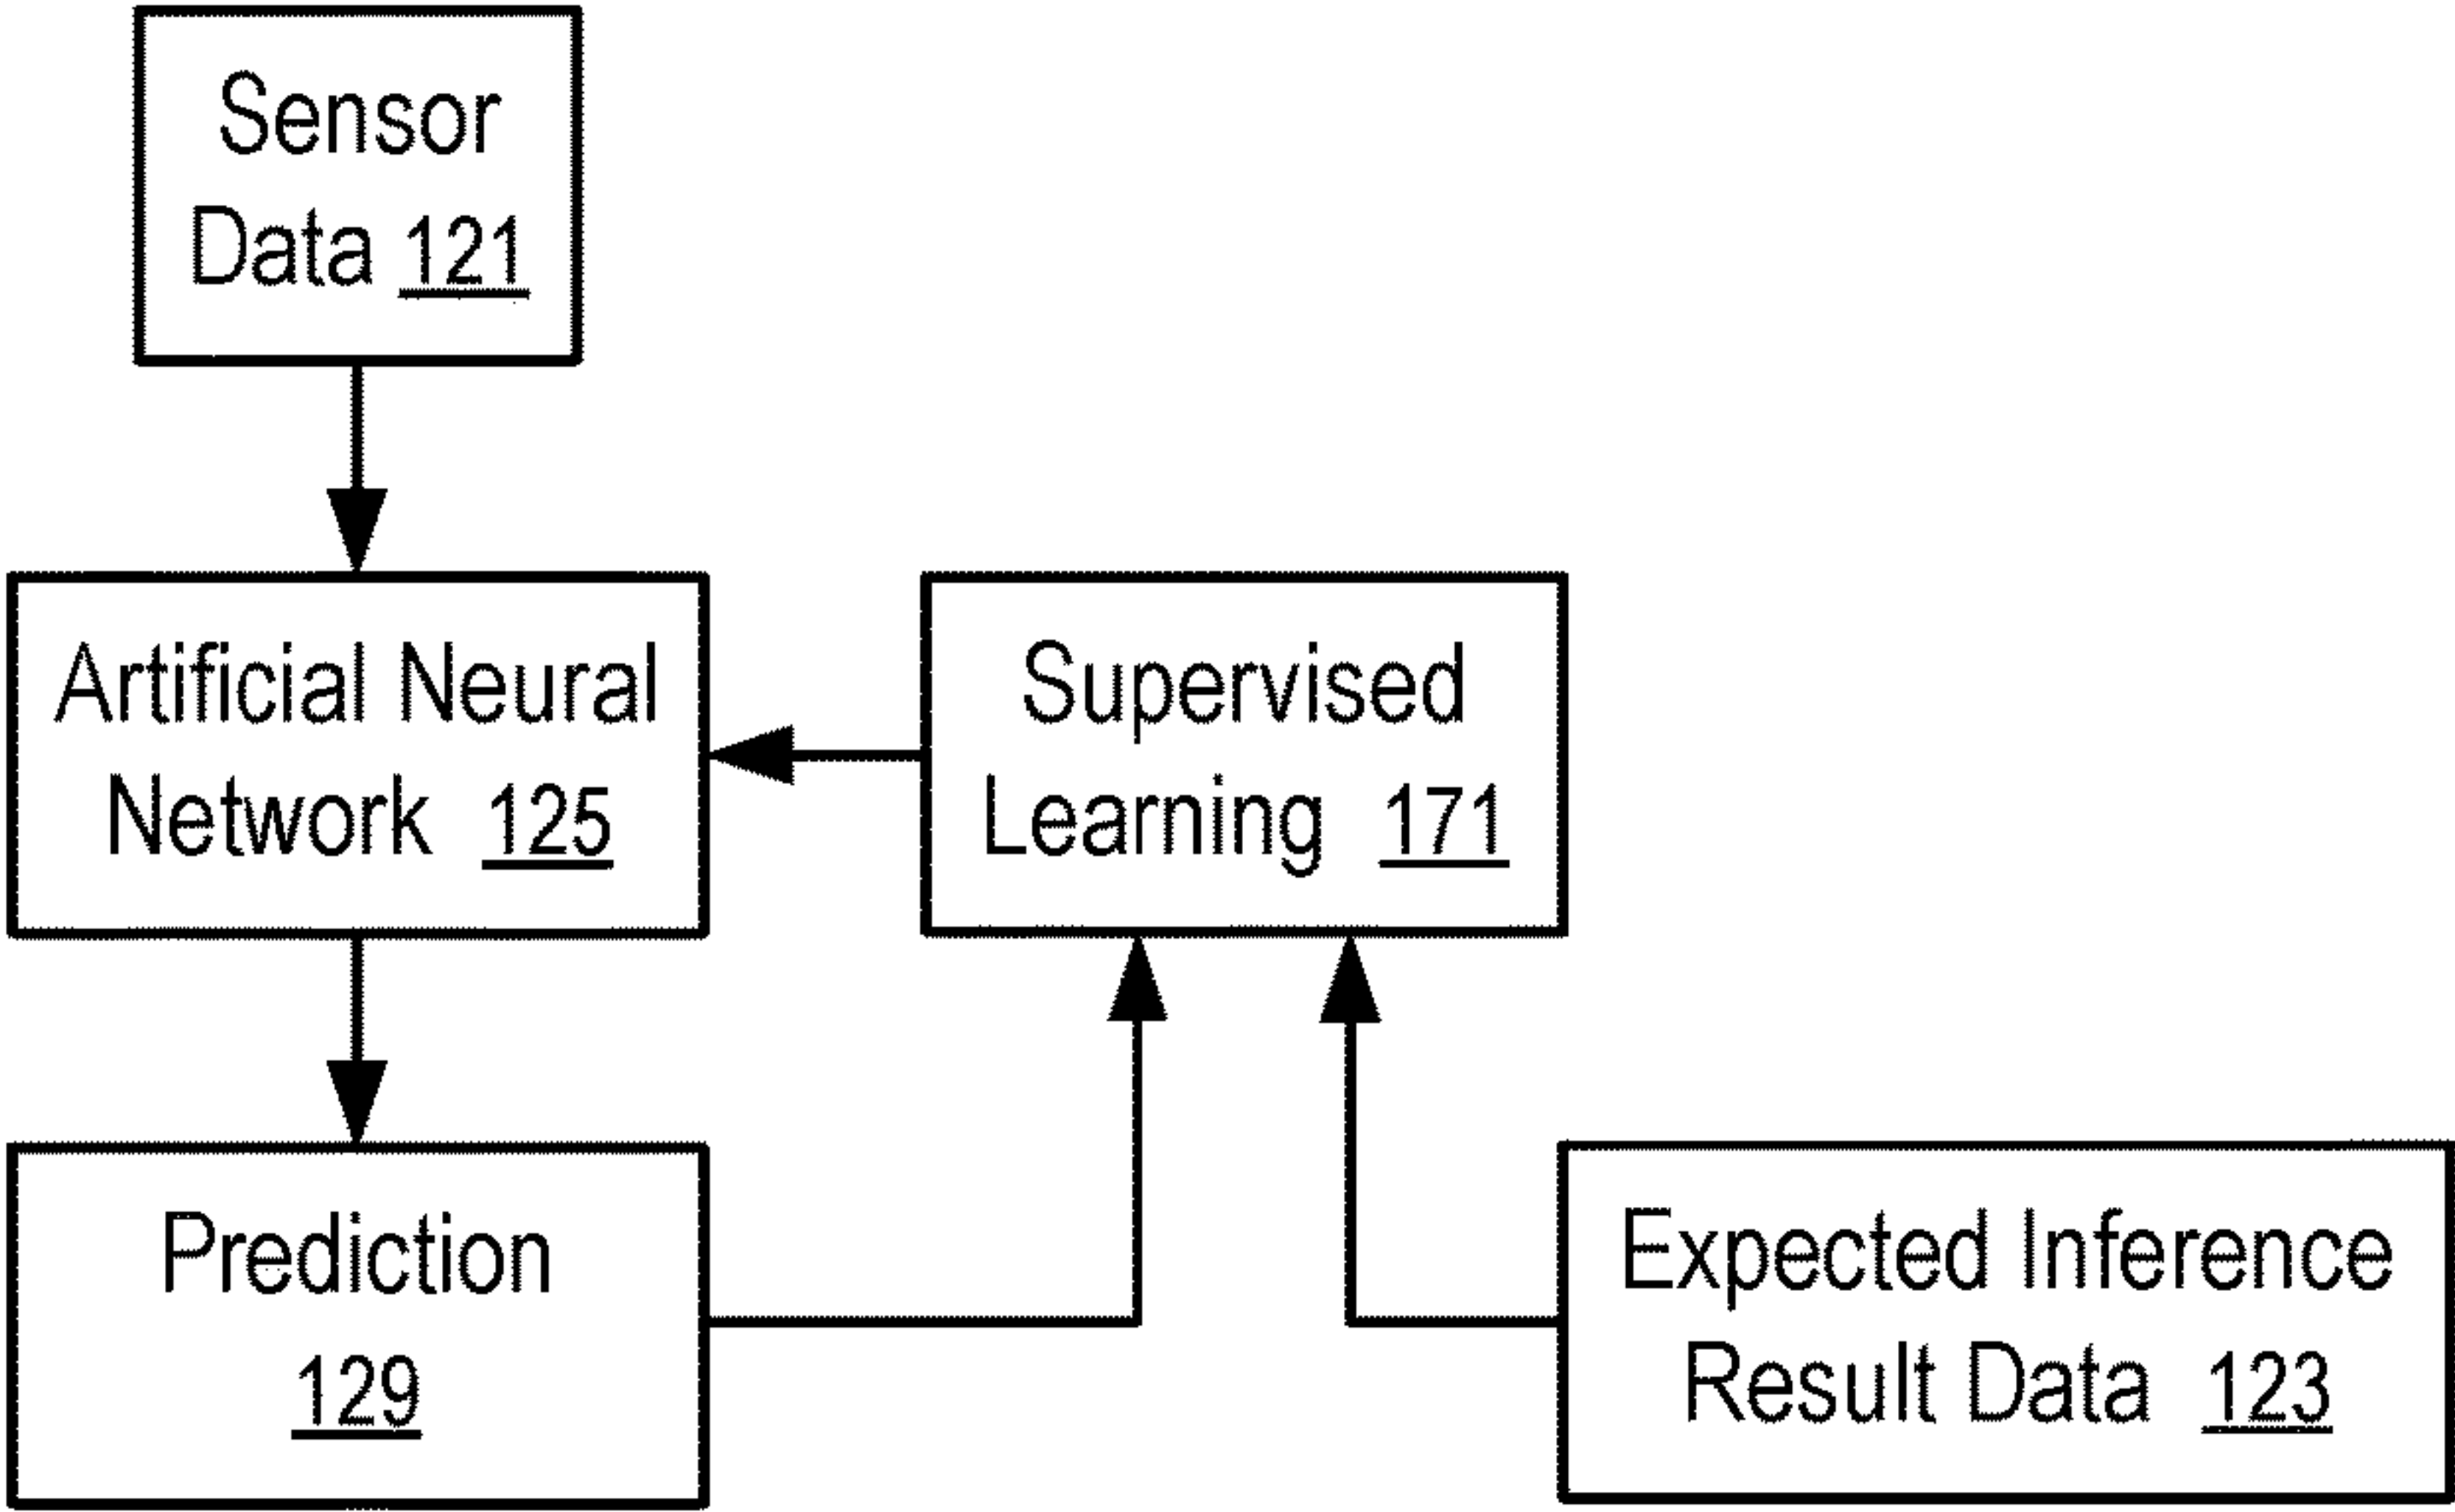 Sensor
Data 121
Artificial Neural
Network 125
Supervised
Learning 171
Prediction
129
Expected Inference
Result Data 123